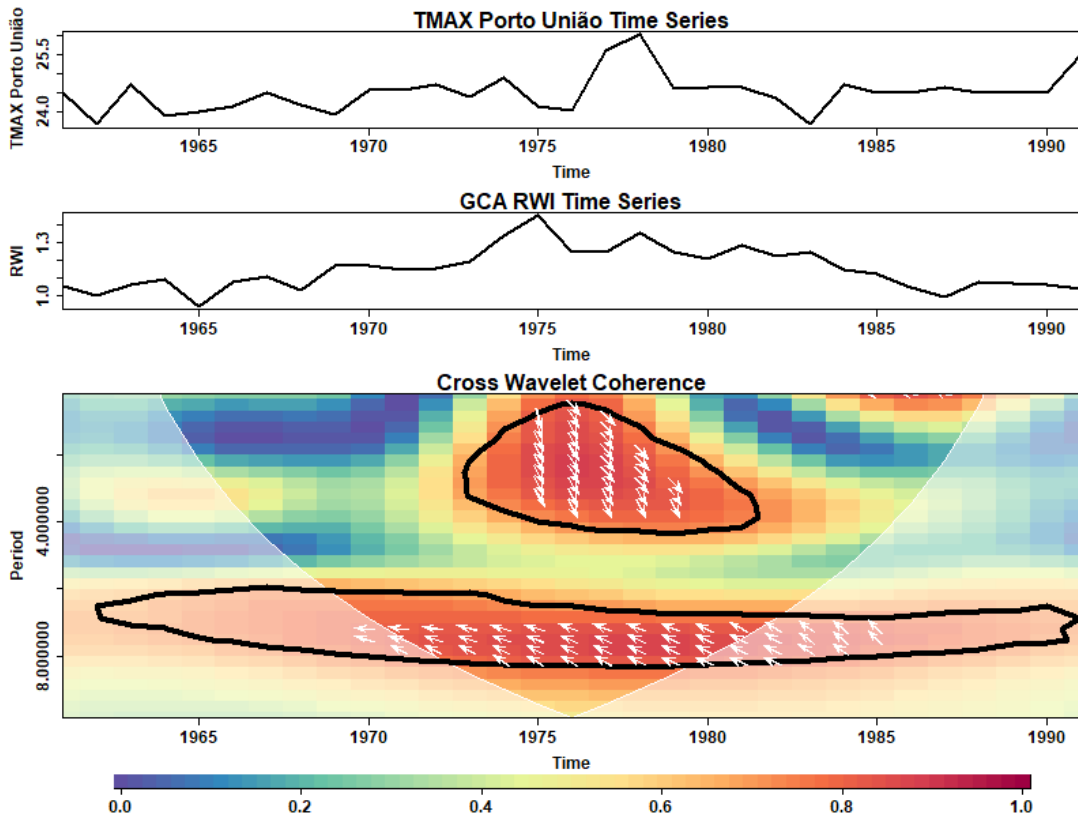 TMAX Porto União Time Series
TMAX Porto União
25.5
24.0
1965 1970 1975 1980 1985 1990
Time
GCA RWI Time Series
RWI
1.3
1.0
1965 1970 1975 1980 1985 1990
Time
Cross Wavelet Coherence
Period
4.000000
8.000000
1965 1970 1975 1980 1985 1990
Time
0.0 0.2 0.4 0.6 0.8 1.0